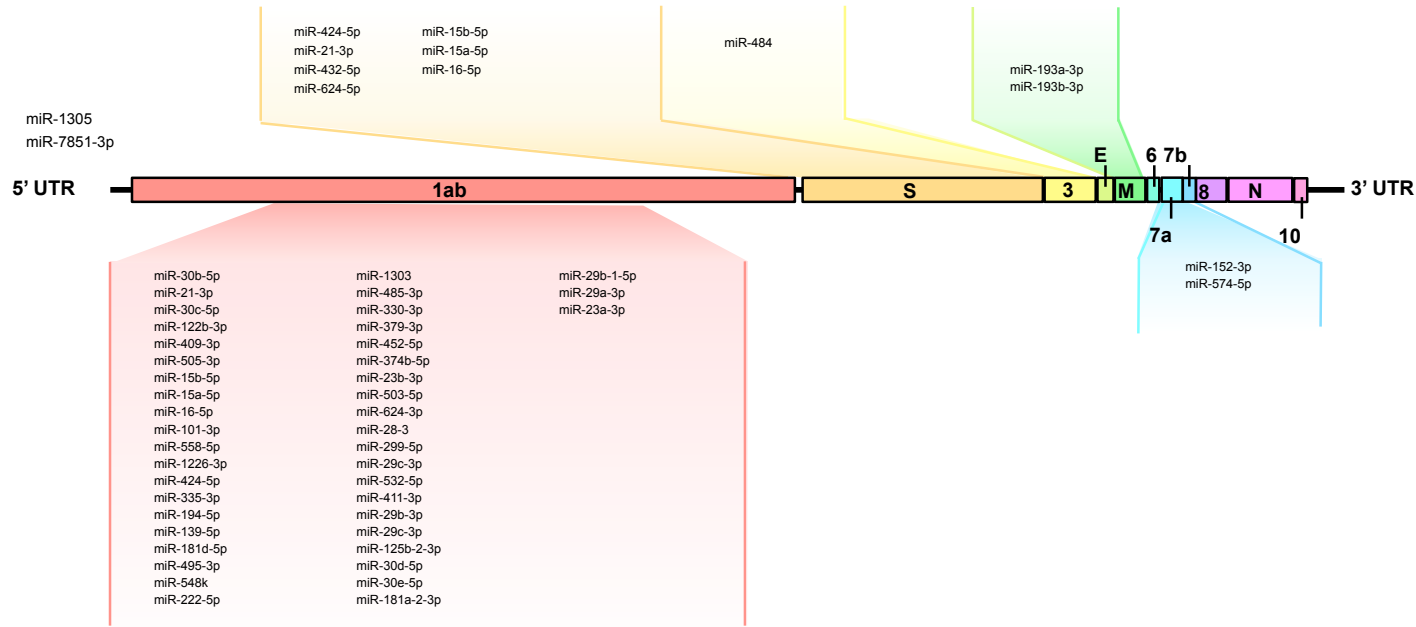 miR-424-5p
miR-21-3p
miR-432-5p
miR-624-5p
miR-15b-5p
miR-15a-5p
miR-16-5p
miR-484
miR-193a-3p
miR-193b-3p
miR-1305
miR-7851-3p
5’ UTR
1ab
S
3
E
M
6
7b
7a
8
N
10
3’ UTR
miR-30b-5p
miR-21-3p
miR-30c-5p
miR-122b-3p
miR-409-3p
miR-505-3p
miR-15b-5p
miR-15a-5p
miR-16-5p
miR-101-3p
miR-558-5p
miR-1226-3p
miR-424-5p
miR-335-3p
miR-194-5p
miR-139-5p
miR-181d-5p
miR-495-3p
miR-548k
miR-222-5p
miR-1303
miR-485-3p
miR-330-3p
miR-379-3p
miR-452-5p
miR-374b-5p
miR-23b-3p
miR-503-5p
miR-624-3p
miR-28-3
miR-299-5p
miR-29c-3p
miR-532-5p
miR-411-3p
miR-29b-3p
miR-29c-3p
miR-125b-2-3p
miR-30d-5p
miR-30e-5p
miR-181a-2-3p
miR-29b-1-5p
miR-29a-3p
miR-23a-3p
miR-152-3p
miR-574-5p